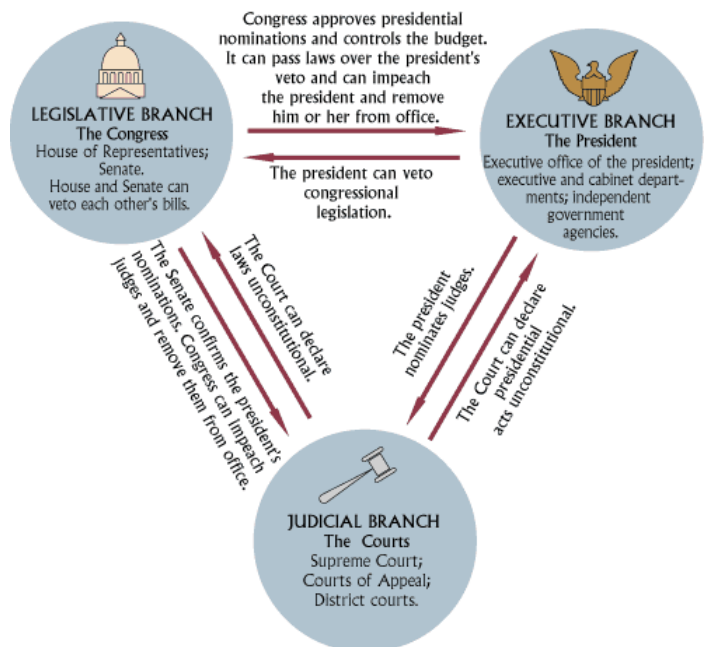 Congress approves presidential
nominations and controls the budget.
It can pass laws over the president's
veto and can impeach
the president and remove
him or her from office.
LEGISLATIVE BRANCH
The Congress
House of Representatives;
Senate.
House and Senate can
veto each other's bills.
EXECUTIVE BRANCH
The President
Executive office of the president;
executive and cabinet depart-
ments; independent
government
agencies.
The president can veto
congressional
legislation.
The Senate confirms the president's
nominations. Congress can impeach
judges and remove them from office.
The Court can declare
laws unconstitutional.
The president
nominates judges.
The Court can declare
presidential
acts unconstitutional.
JUDICIAL BRANCH
The Courts
Supreme Court;
Courts of Appeal;
District courts.